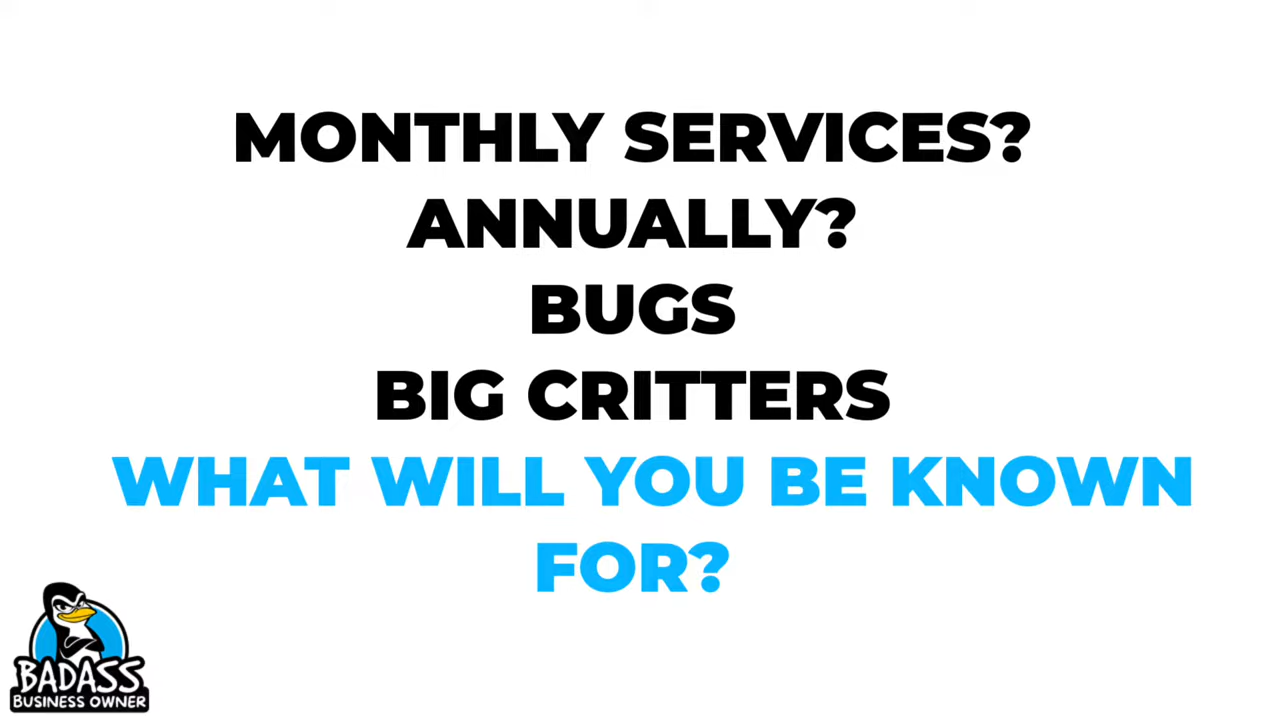 MONTHLY SERVICES?
ANNUALLY?
BUGS
BIG CRITTERS
WHAT WILL YOU BE KNOWN
FOR?
BADASS
BUSINESS OWNER